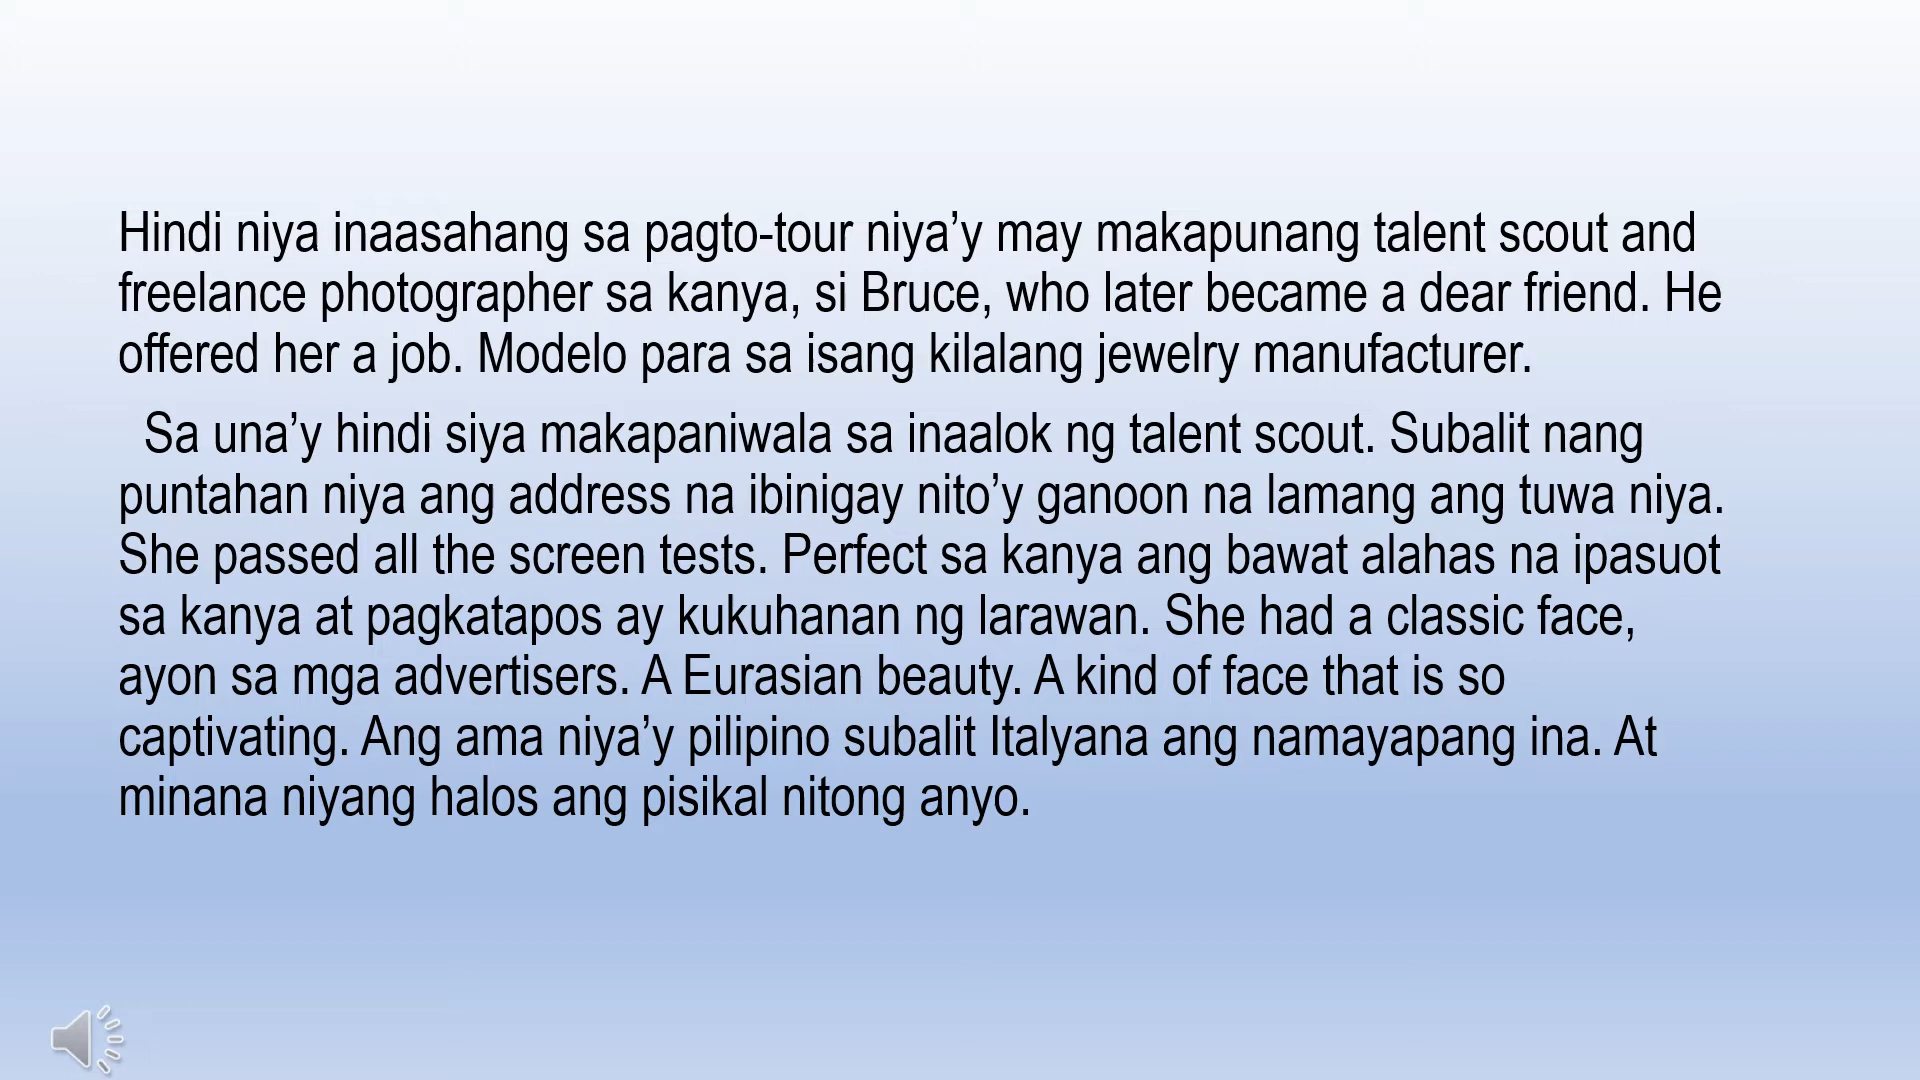 Hindi niya inaasahang sa pagto-tour niya’y may makapunang talent scout and
freelance photographer sa kanya, si Bruce, who later became a dear friend. He
offered her a job. Modelo para sa isang kilalang jewelry manufacturer.
Sa una’y hindi siya makapaniwala sa inaalok ng talent scout. Subalit nang
puntahan niya ang address na ibinigay nito’y ganoon na lamang ang tuwa niya.
She passed all the screen tests. Perfect sa kanya ang bawat alahas na ipasuot
sa kanya at pagkatapos ay kukuhanan ng larawan. She had a classic face,
ayon sa mga advertisers. A Eurasian beauty. A kind of face that is so
captivating. Ang ama niya’y pilipino subalit Italyana ang namayapang ina. At
minana niyang halos ang pisikal nitong anyo.